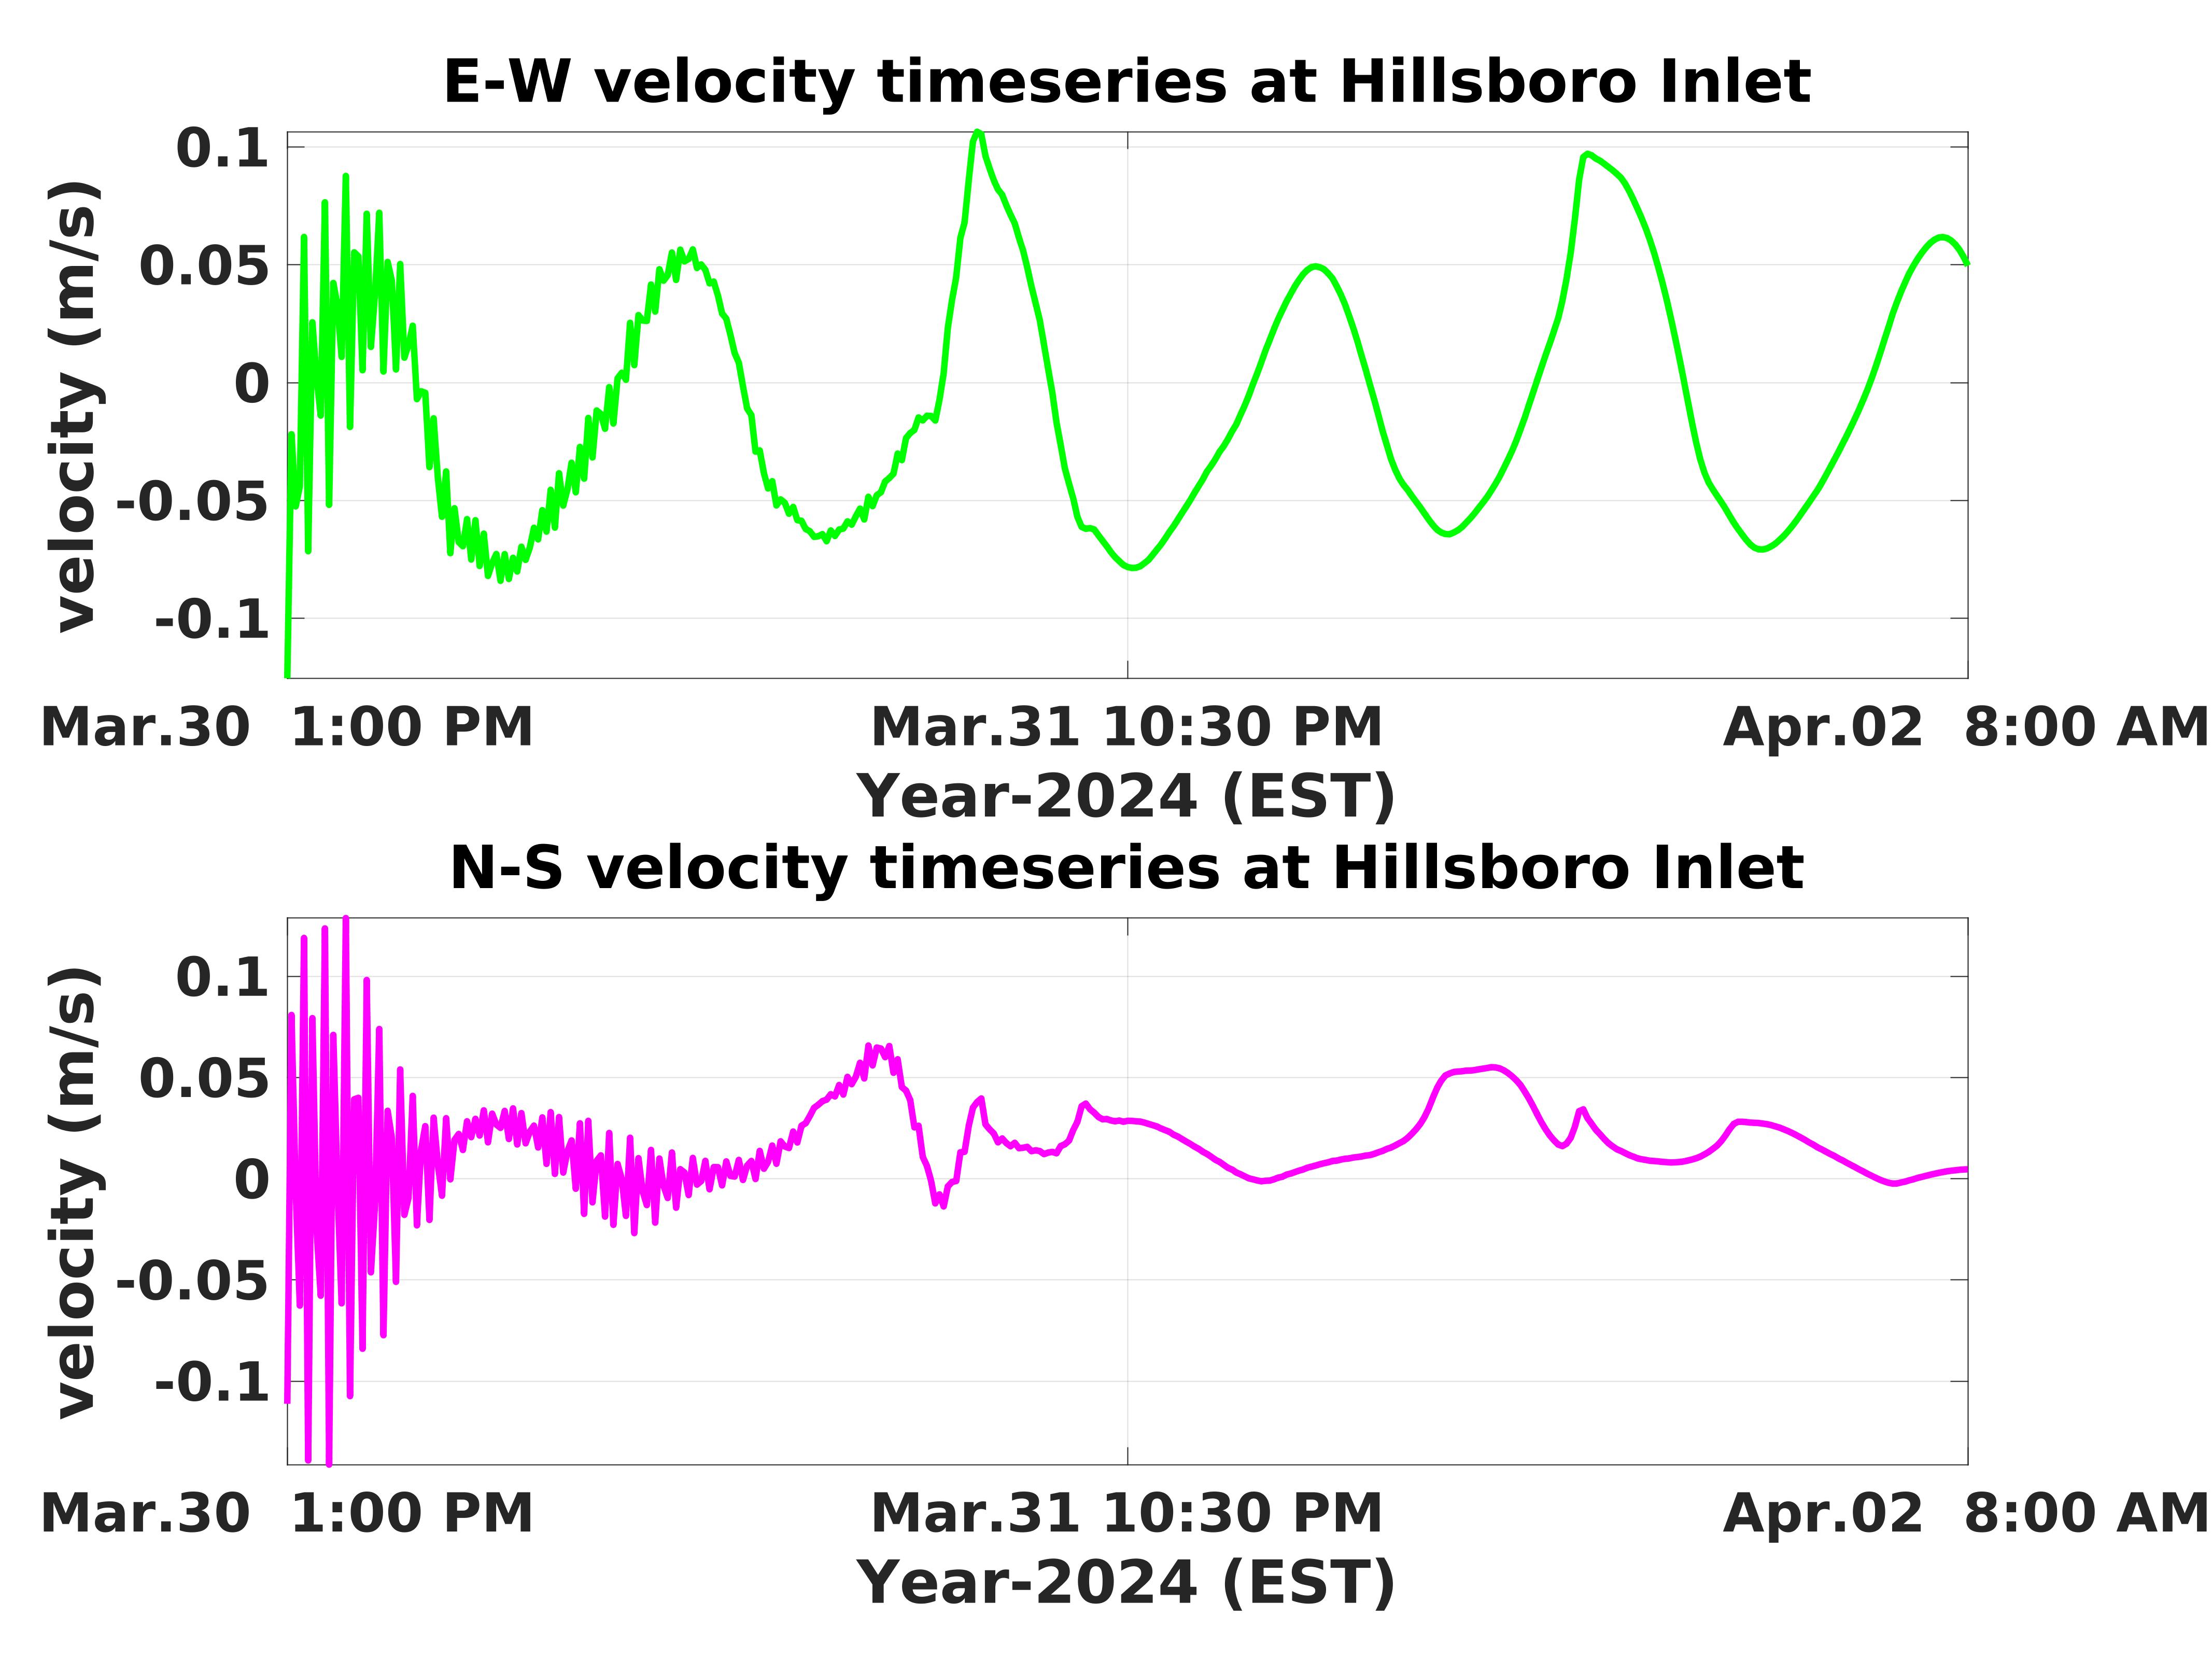 E-W velocity timeseries at Hillsboro Inlet
velocity (m/s)
0.1
0.05
0
-0.05
-0.1
Mar.30  1:00 PM
Mar.31 10:30 PM
Apr.02  8:00 AM
Year-2024 (EST)
N-S velocity timeseries at Hillsboro Inlet
velocity (m/s)
0.1
0.05
0
-0.05
-0.1
Mar.30  1:00 PM
Mar.31 10:30 PM
Apr.02  8:00 AM
Year-2024 (EST)